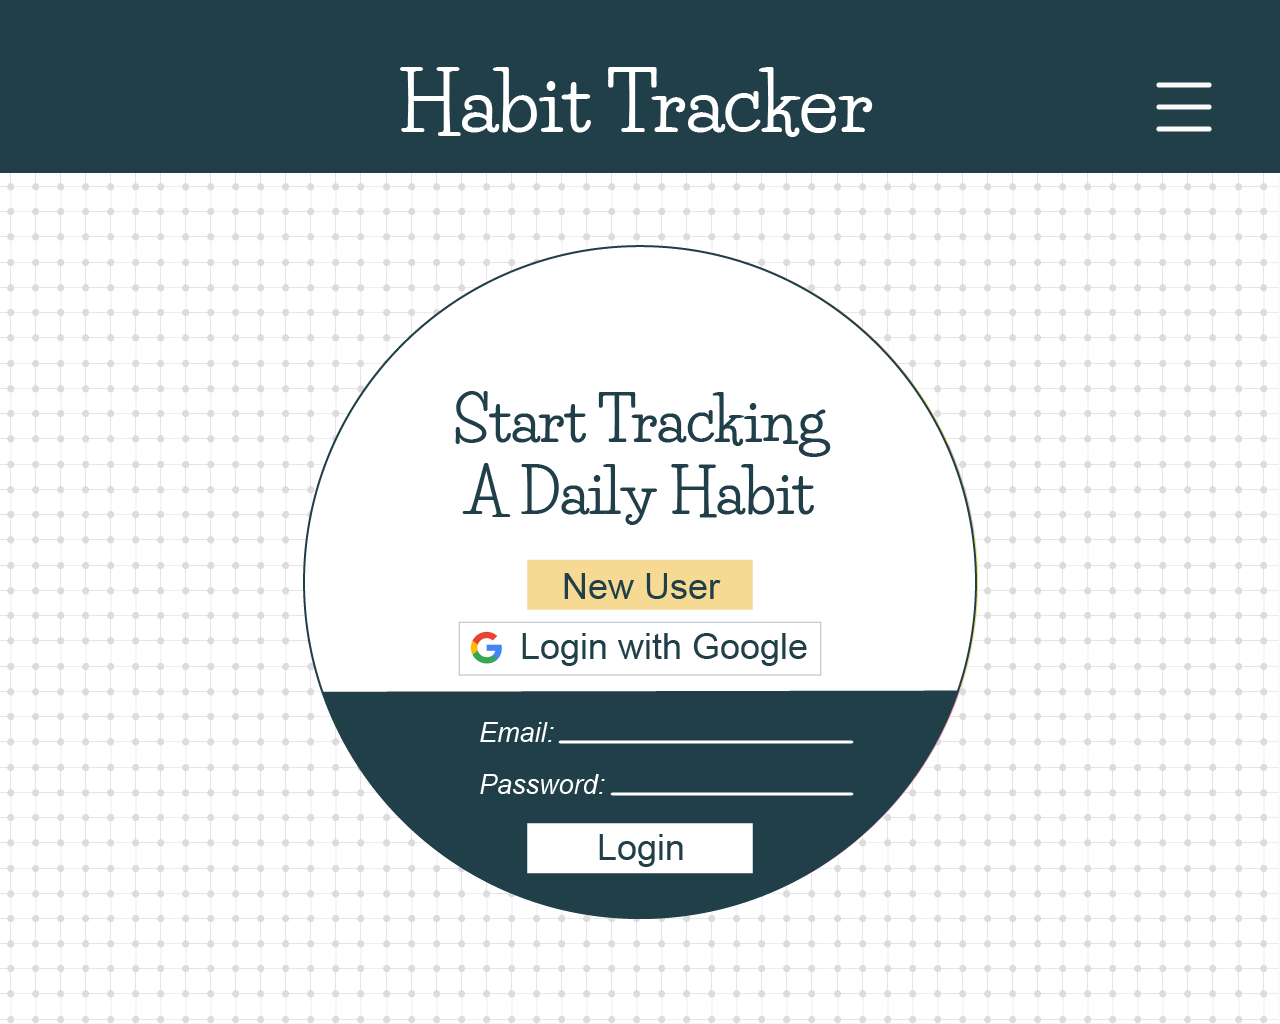 Habit Tracker
Start Tracking
A Daily Habit
New User
Login with Google
Email:
Password:
Login